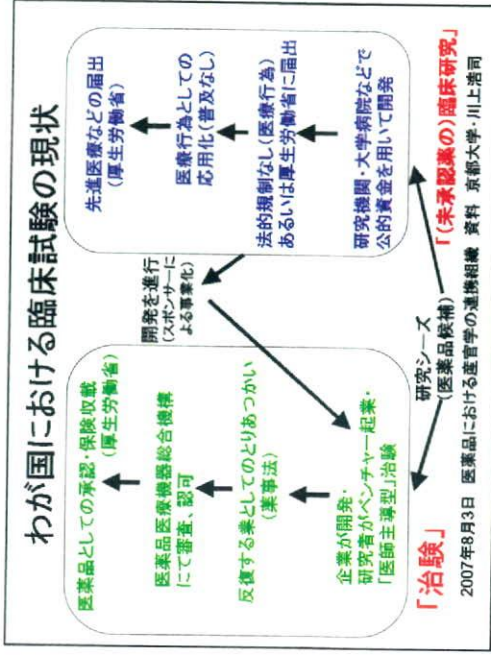 わが国における臨床試験の現状
医薬品としての承認・保険収載
(厚生労働省)
医薬品医療機器総合機構
にて審査、認可
反復する業としてのとりあつかい
(薬事法)
企業が開発・
研究者がベンチャー起業・
「医師主導型」治験
「治験」
開発を進行
(スポンサーに
よる事業化)
研究シーズ
(医薬品候補)
先進医療などの届出
(厚生労働省)
医療行為としての
応用化(普及なし)
法的規制なし(医療行為)
あるいは厚生労働省に届出
研究機関・大学病院などで
公的資金を用いて開発
「(未承認薬の)臨床研究」
2007年8月3日 医薬品における産官学の連携組織 資料 京都大学・川上浩司